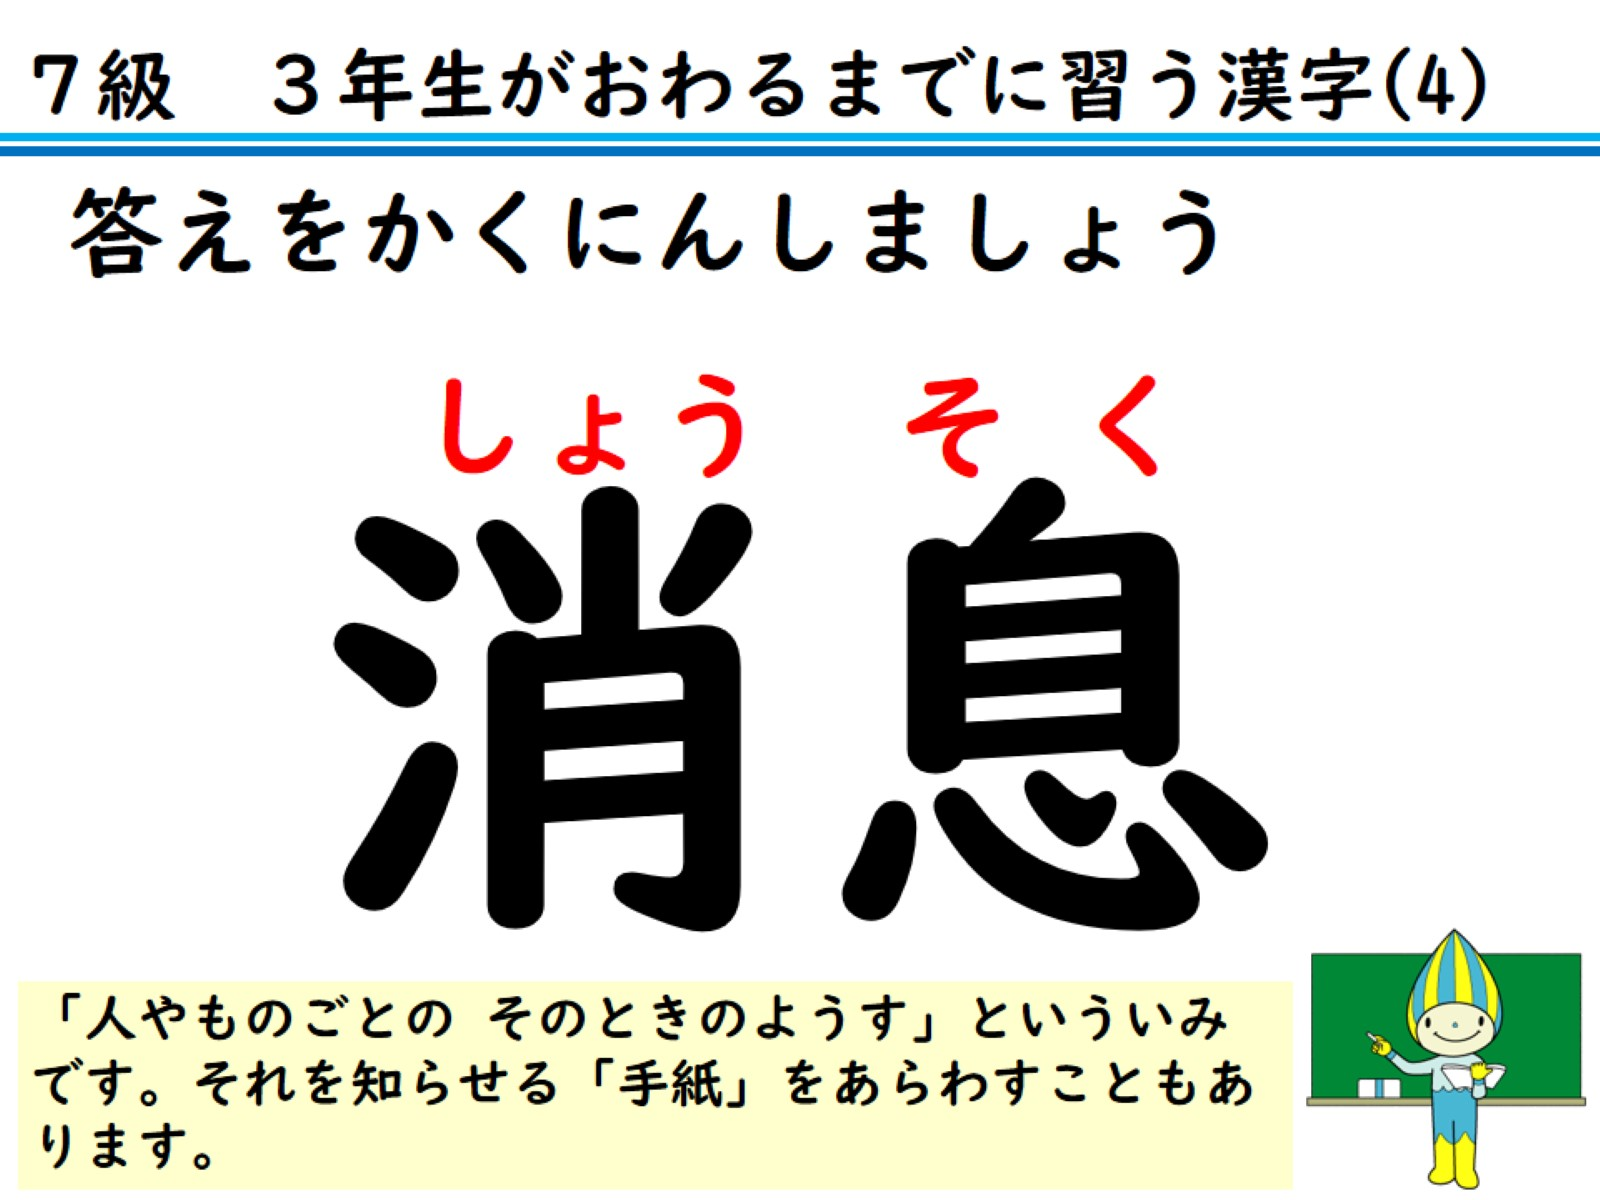 ７級　３年生がおわるまでに習う漢字(4)
答えをかくにんしましょう
しょう　そく
消息
「人やものごとの そのときのようす」といういみ
です。それを知らせる「手紙」をあらわすこともあ
ります。